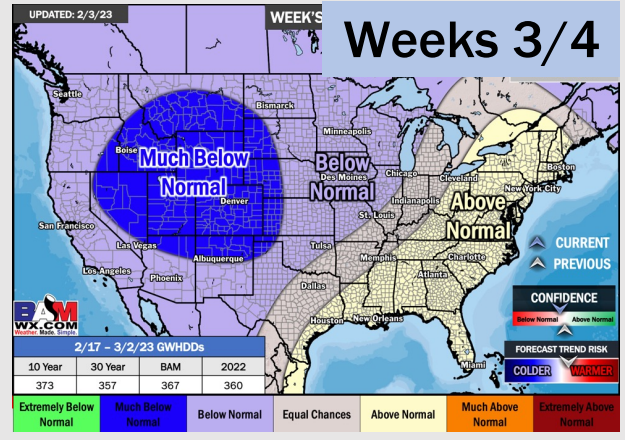 UPDATED: 2/3/23
WEEK'S
Weeks 3/4
Seattle
Bismarck
Minneapolis
Boise
Much Below
Normal
Below
Normal
Des Moines
Chicago
Cleveland
Boston
New York City
Denver
Indianapolis
Above
Normal
San Francisco
St. Louis
Las Vegas
Tulsa
Albuquerque
Memphis
Charlotte
Los Angeles
Phoenix
Atlanta
Dallas
Houston
New Orleans
Miami
CURRENT
PREVIOUS
CONFIDENCE
Below Normal
Above Normal
FORECAST TREND RISK
COLDER
WARMER
BAM
WX.COM
Weather. Made. Simple.
2/17 – 3/2/23 GWHDDs
10 Year 30 Year BAM 2022
373 357 367 360
Extremely Below
Normal
Much Below
Normal
Below Normal
Equal Chances
Above Normal
Much Above
Normal
Extremely Above
Normal